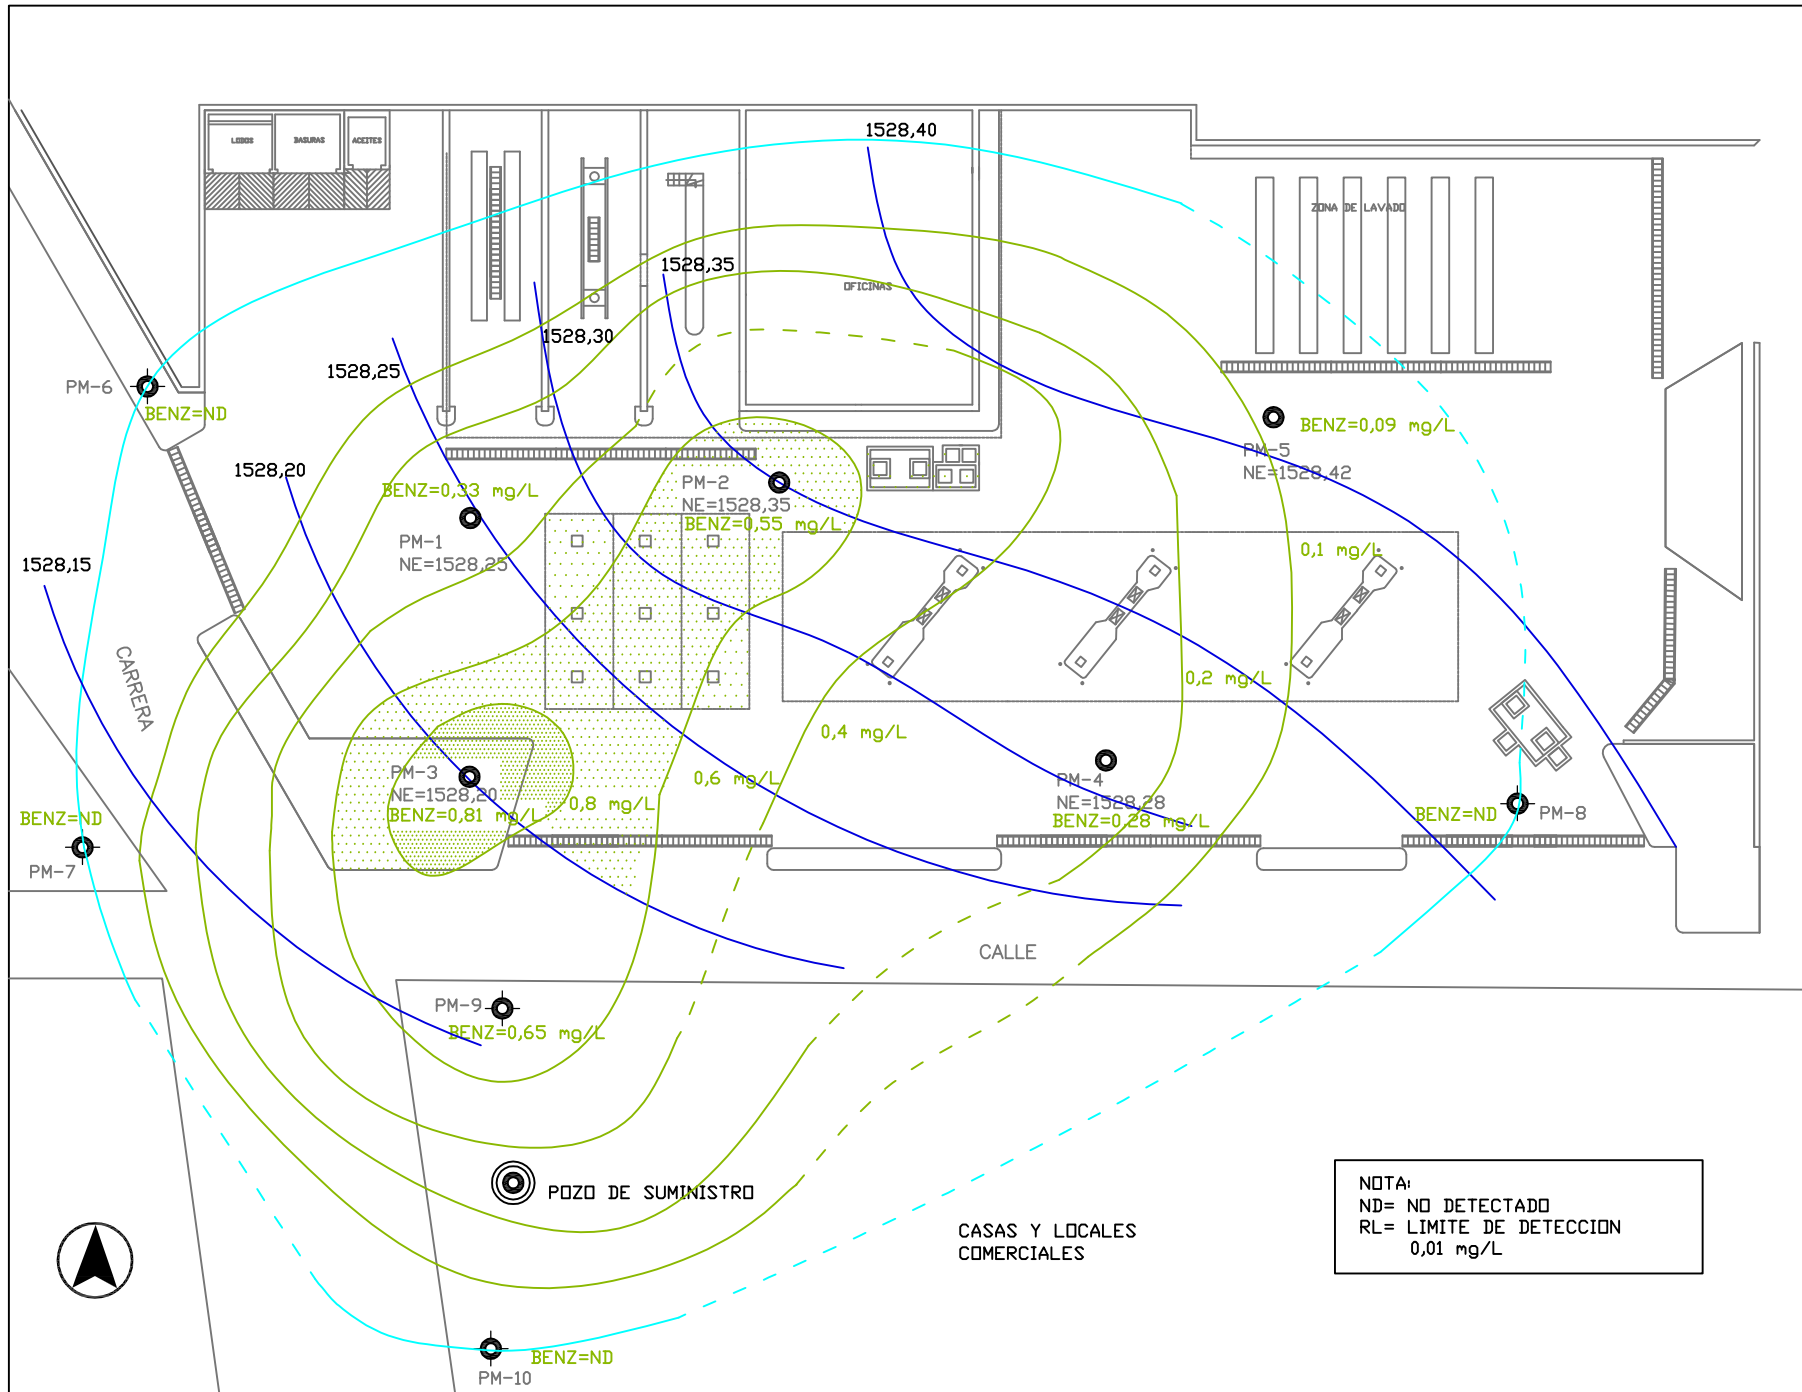 1528,40
LODOS
BASURAS
ACEITES
ZONA DE LAVADO
1528,35
OFICINAS
1528,30
1528,25
PM-6
BENZ=ND
BENZ=0,09 mg/L
PM-5
NE=1528,42
1528,20
BENZ=0,33 mg/L
PM-2
NE=1528,35
BENZ=0,55 mg/L
PM-1
NE=1528,25
0,1 mg/L
1528,15
CARRERA
0,2 mg/L
0,4 mg/L
PM-3
NE=1528,20
BENZ=0,81 mg/L
0,8 mg/L
0,6 mg/L
PM-4
NE=1528,28
BENZ=0,28 mg/L
BENZ=ND
PM-8
BENZ=ND
PM-7
CALLE
PM-9
BENZ=0,65 mg/L
POZO DE SUMINISTRO
CASAS Y LOCALES
COMERCIALES
NOTA:
ND= NO DETECTADO
RL= LIMITE DE DETECCION
0,01 mg/L
BENZ=ND
PM-10